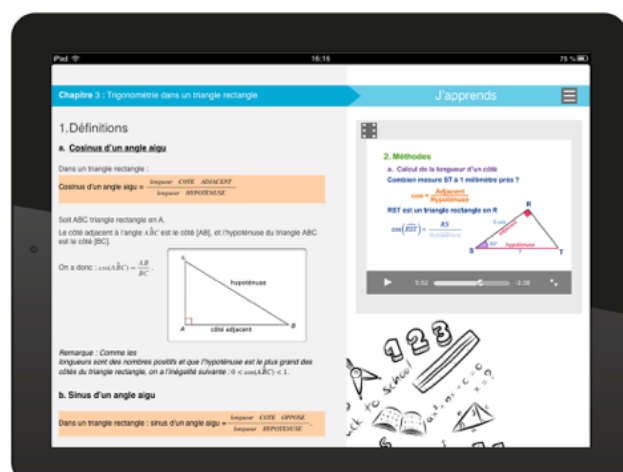 iPad 16:16 75 %
Chapitre 3 : Trigonométrie dans un triangle rectangle
J'apprends
1.Définitions
a. Cosinus d'un angle aigu
Dans un triangle rectangle :
Cosinus d'un angle aigu = longueur COTE ADJACENT / longueur HYPOTENUSE
Soit ABC triangle rectangle en A.
Le côté adjacent à l'angle ABC est le côté [AB], et l'hypoténuse du triangle ABC
est le côté [BC].
On a donc : cos(ABC) = AB / BC .
hypoténuse
A
côté adjacent
B
Remarque : Comme les
longueurs sont des nombres positifs et que l'hypoténuse est le plus grand des
côtés du triangle rectangle, on a l'inégalité suivante : 0 < cos(ABC) < 1.
b. Sinus d'un angle aigu
Dans un triangle rectangle : sinus d'un angle aigu = longueur COTE OPPOSE / longueur HYPOTENUSE .
2. Méthodes
a. Calcul de la longueur d'un côté
Combien mesure ST à 1 millimètre près ?
cos = Adjacent / Hypoténuse
RST est un triangle rectangle en R
cos(RST) = RS / hypoténuse
R
adjacent
S
hypoténuse
?
T
5:52 -3:38
123
to school